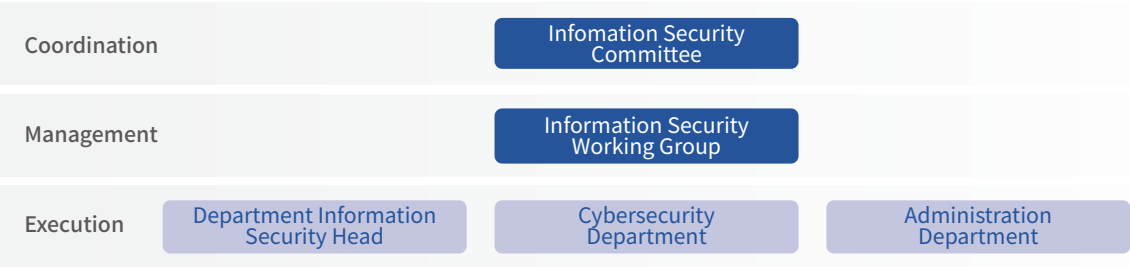 Coordination
Infomation Security
Committee
Management
Information Security
Working Group
Execution
Department Information
Security Head
Cybersecurity
Department
Administration
Department